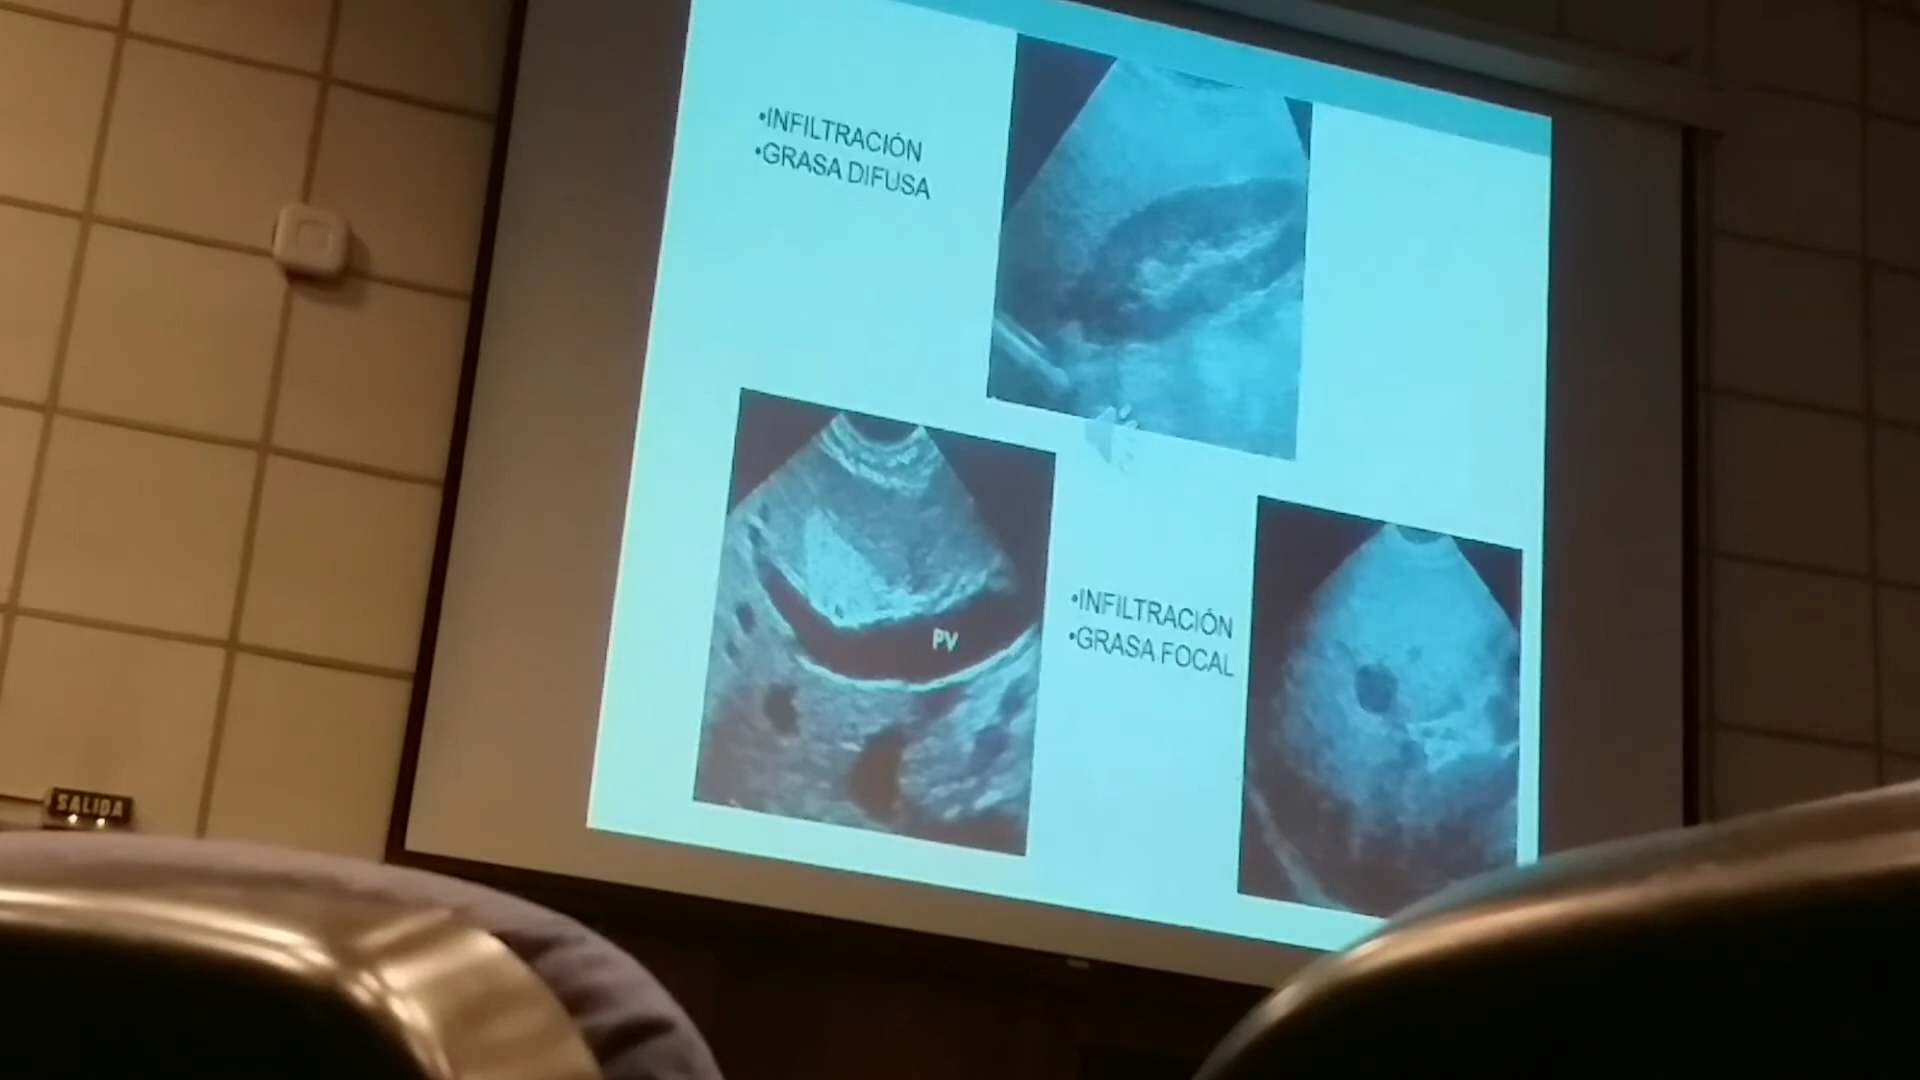 •INFILTRACIÓN
•GRASA DIFUSA
PV
•INFILTRACIÓN
•GRASA FOCAL
SALIDA